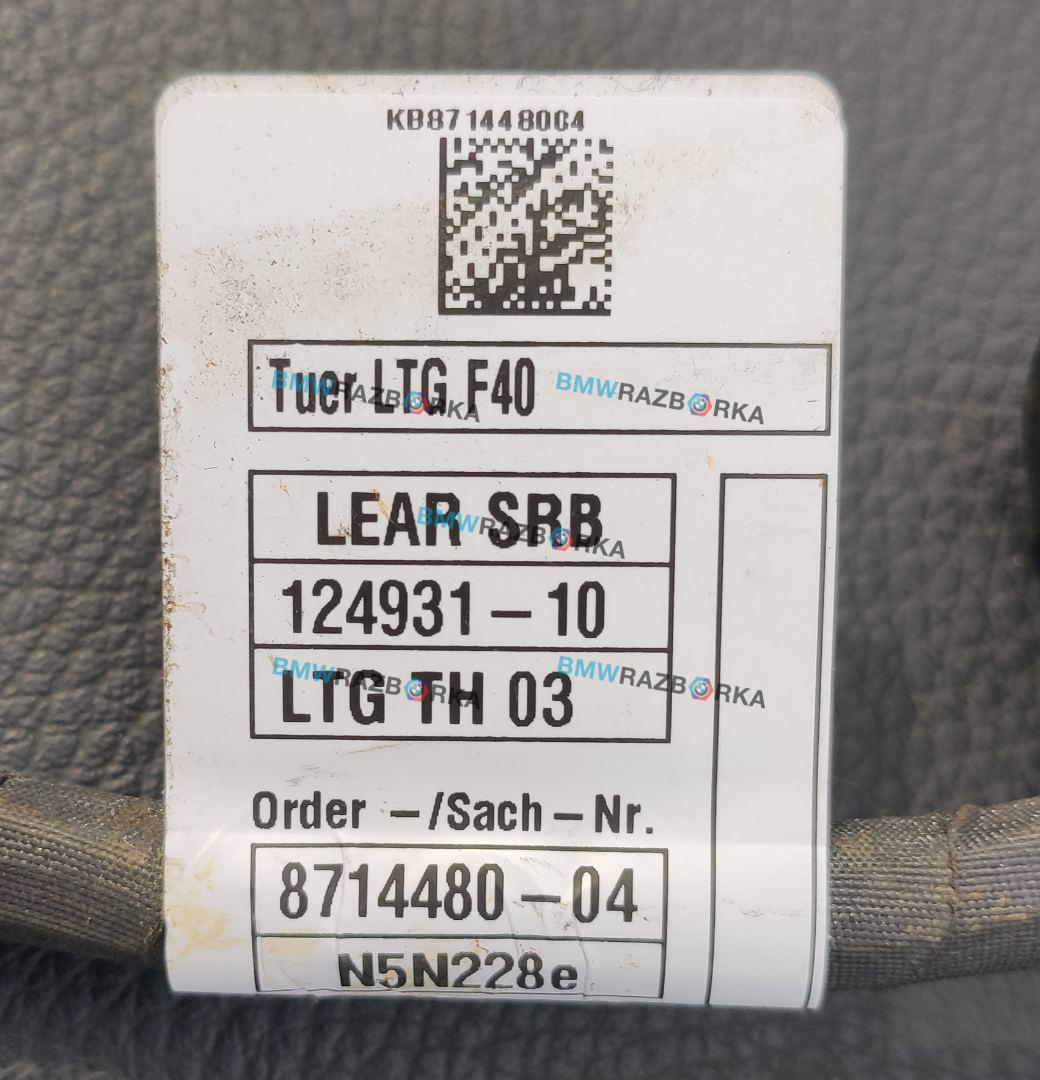 KB871448004
Tuer LTG F40
BMWRAZBORKA
BMWRAZBORKA
LEAR SBB
BMWRAZBORKA
124931-10
LTG TH 03
BMWRAZBORKA
BMWRAZBORKA
Order -/Sach-Nr.
8714480-04
N5N228e